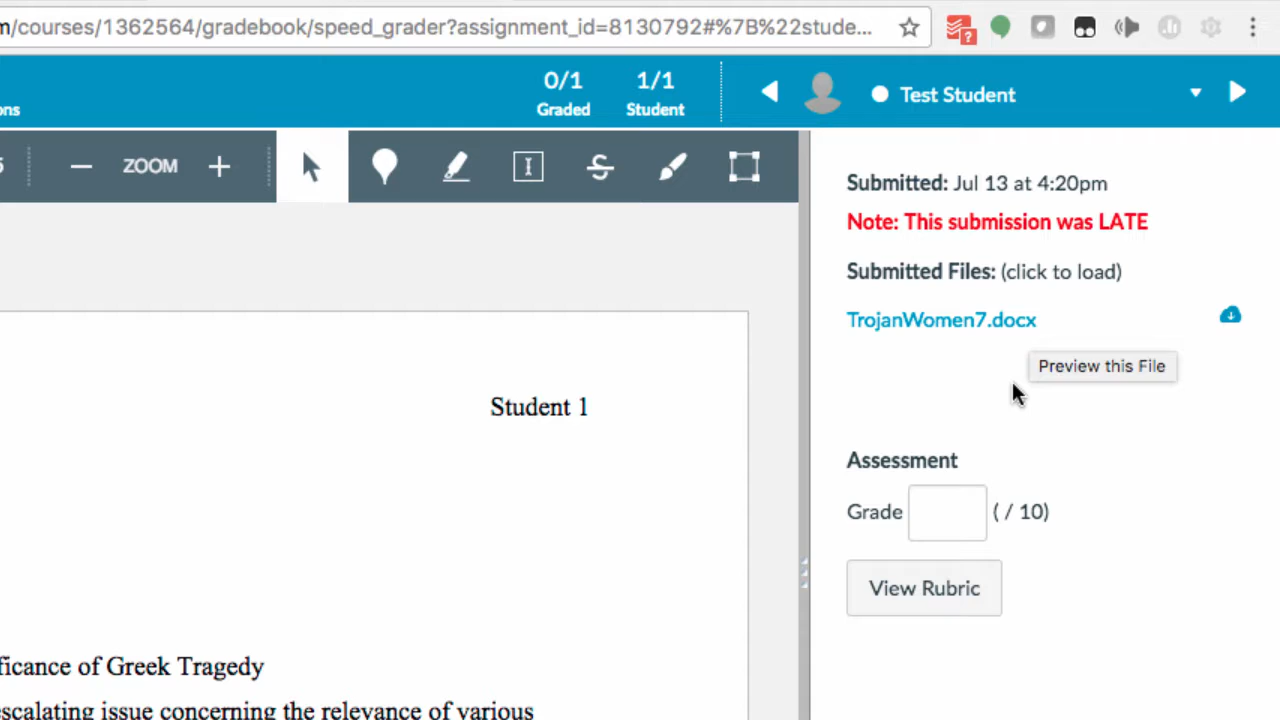 m/courses/1362564/gradebook/speed_grader?assignment_id=8130792#%7B%22stude...
ons
0/1
Graded
1/1
Student
Test Student
ZOOM
Submitted: Jul 13 at 4:20pm
Note: This submission was LATE
Submitted Files: (click to load)
TrojanWomen7.docx
Preview this File
Student 1
Assessment
Grade ( / 10)
View Rubric
ficance of Greek Tragedy
escalating issue concerning the relevance of various